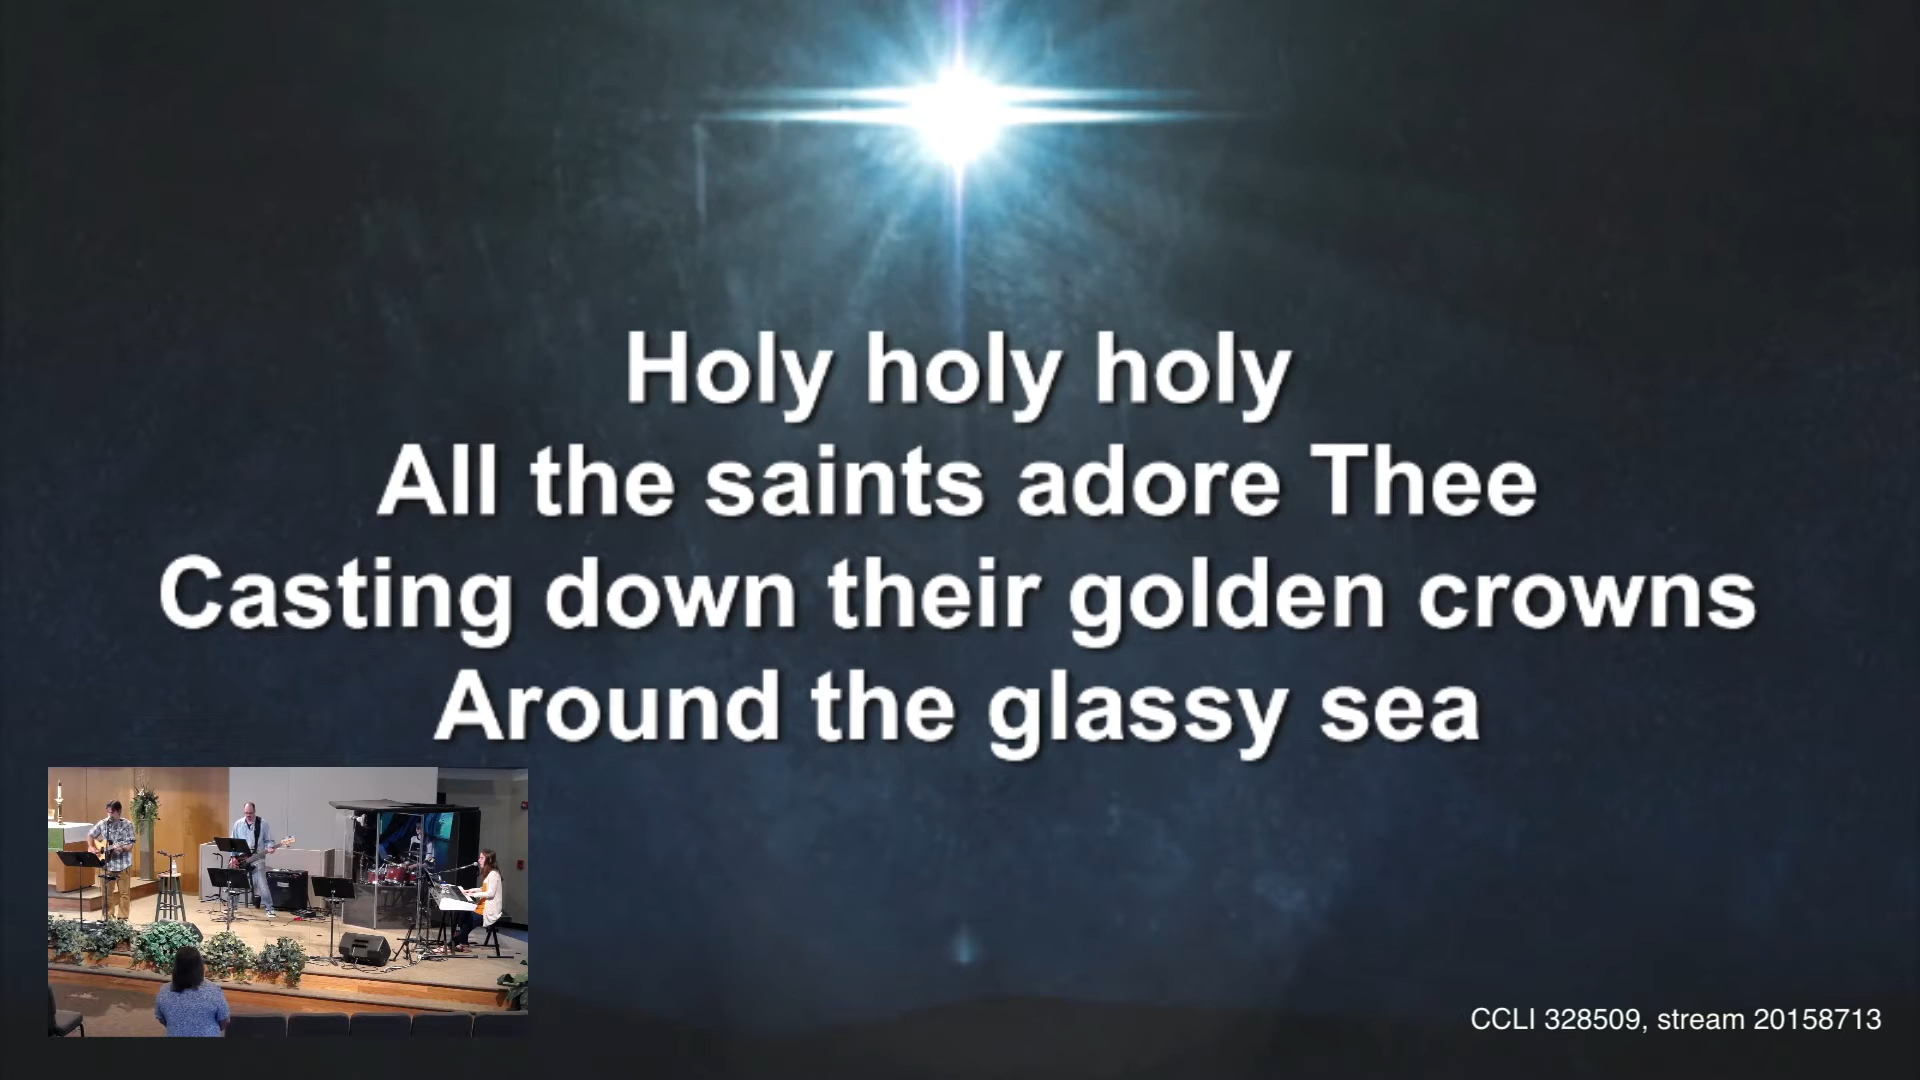 Holy holy holy
All the saints adore Thee
Casting down their golden crowns
Around the glassy sea
CCLI 328509, stream 20158713